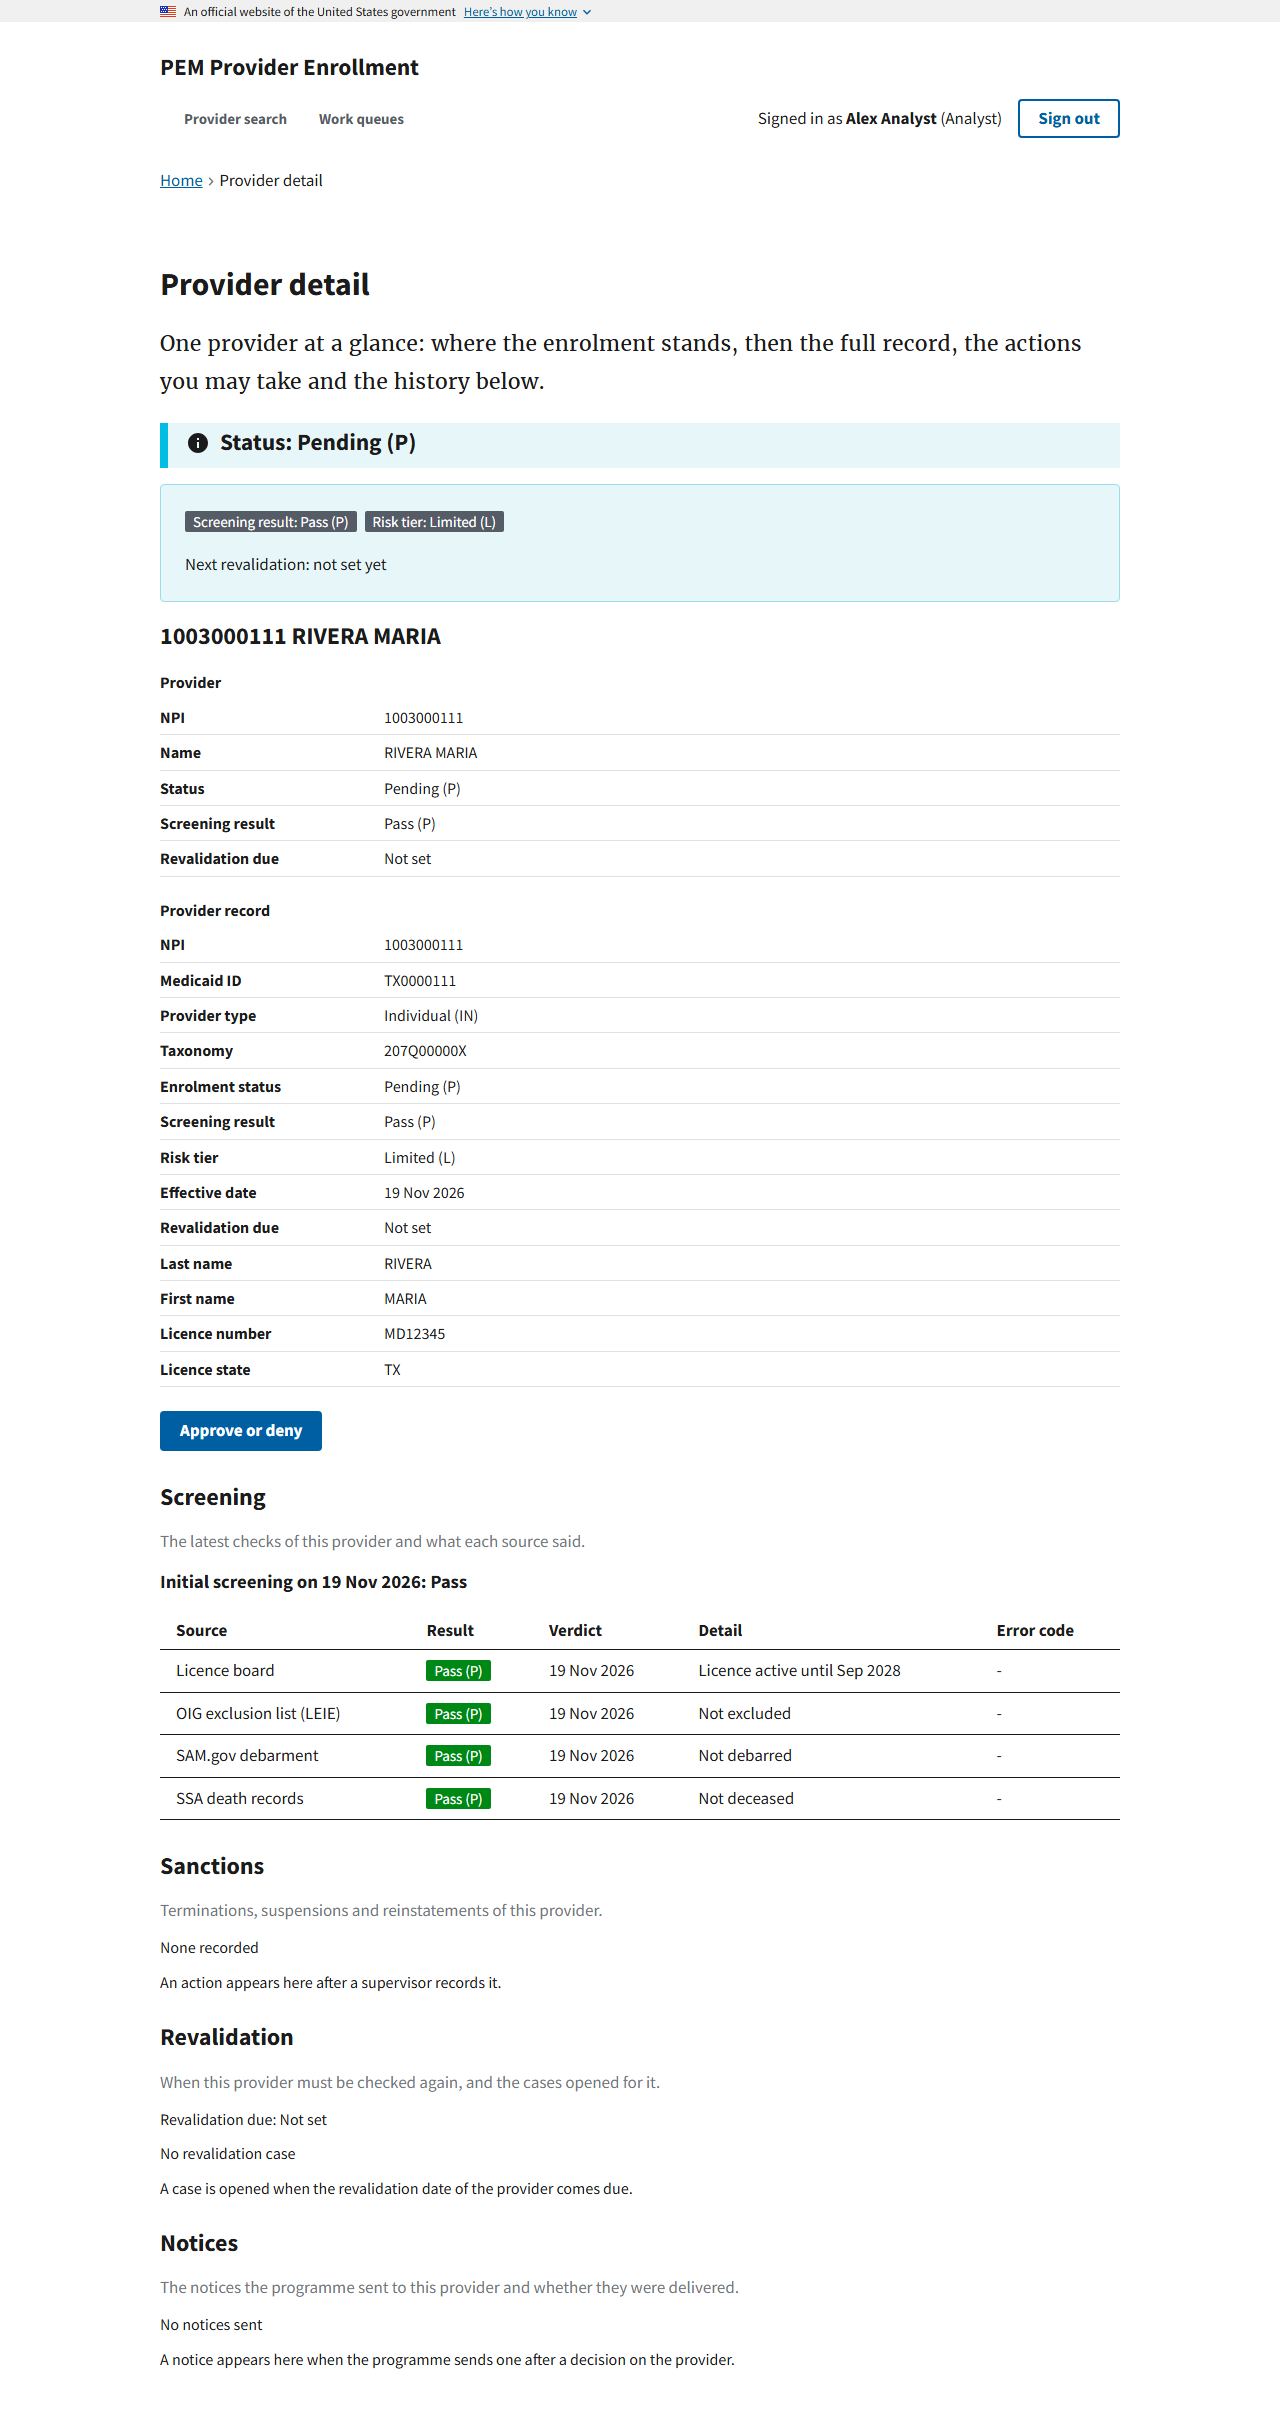 An official website of the United States government Here's how you know
PEM Provider Enrollment
Provider search Work queues Signed in as Alex Analyst (Analyst) Sign out
Home Provider detail
Provider detail
One provider at a glance: where the enrolment stands, then the full record, the actions
you may take and the history below.
Status: Pending (P)
Screening result: Pass (P) Risk tier: Limited (L)
Next revalidation: not set yet
1003000111 RIVERA MARIA
Provider
NPI 1003000111
Name RIVERA MARIA
Status Pending (P)
Screening result Pass (P)
Revalidation due Not set
Provider record
NPI 1003000111
Medicaid ID TX0000111
Provider type Individual (IN)
Taxonomy 207Q00000X
Enrolment status Pending (P)
Screening result Pass (P)
Risk tier Limited (L)
Effective date 19 Nov 2026
Revalidation due Not set
Last name RIVERA
First name MARIA
Licence number MD12345
Licence state TX
Approve or deny
Screening
The latest checks of this provider and what each source said.
Initial screening on 19 Nov 2026: Pass
Source Result Verdict Detail Error code
Licence board Pass (P) 19 Nov 2026 Licence active until Sep 2028 -
OIG exclusion list (LEIE) Pass (P) 19 Nov 2026 Not excluded -
SAM.gov debarment Pass (P) 19 Nov 2026 Not debarred -
SSA death records Pass (P) 19 Nov 2026 Not deceased -
Sanctions
Terminations, suspensions and reinstatements of this provider.
None recorded
An action appears here after a supervisor records it.
Revalidation
When this provider must be checked again, and the cases opened for it.
Revalidation due: Not set
No revalidation case
A case is opened when the revalidation date of the provider comes due.
Notices
The notices the programme sent to this provider and whether they were delivered.
No notices sent
A notice appears here when the programme sends one after a decision on the provider.